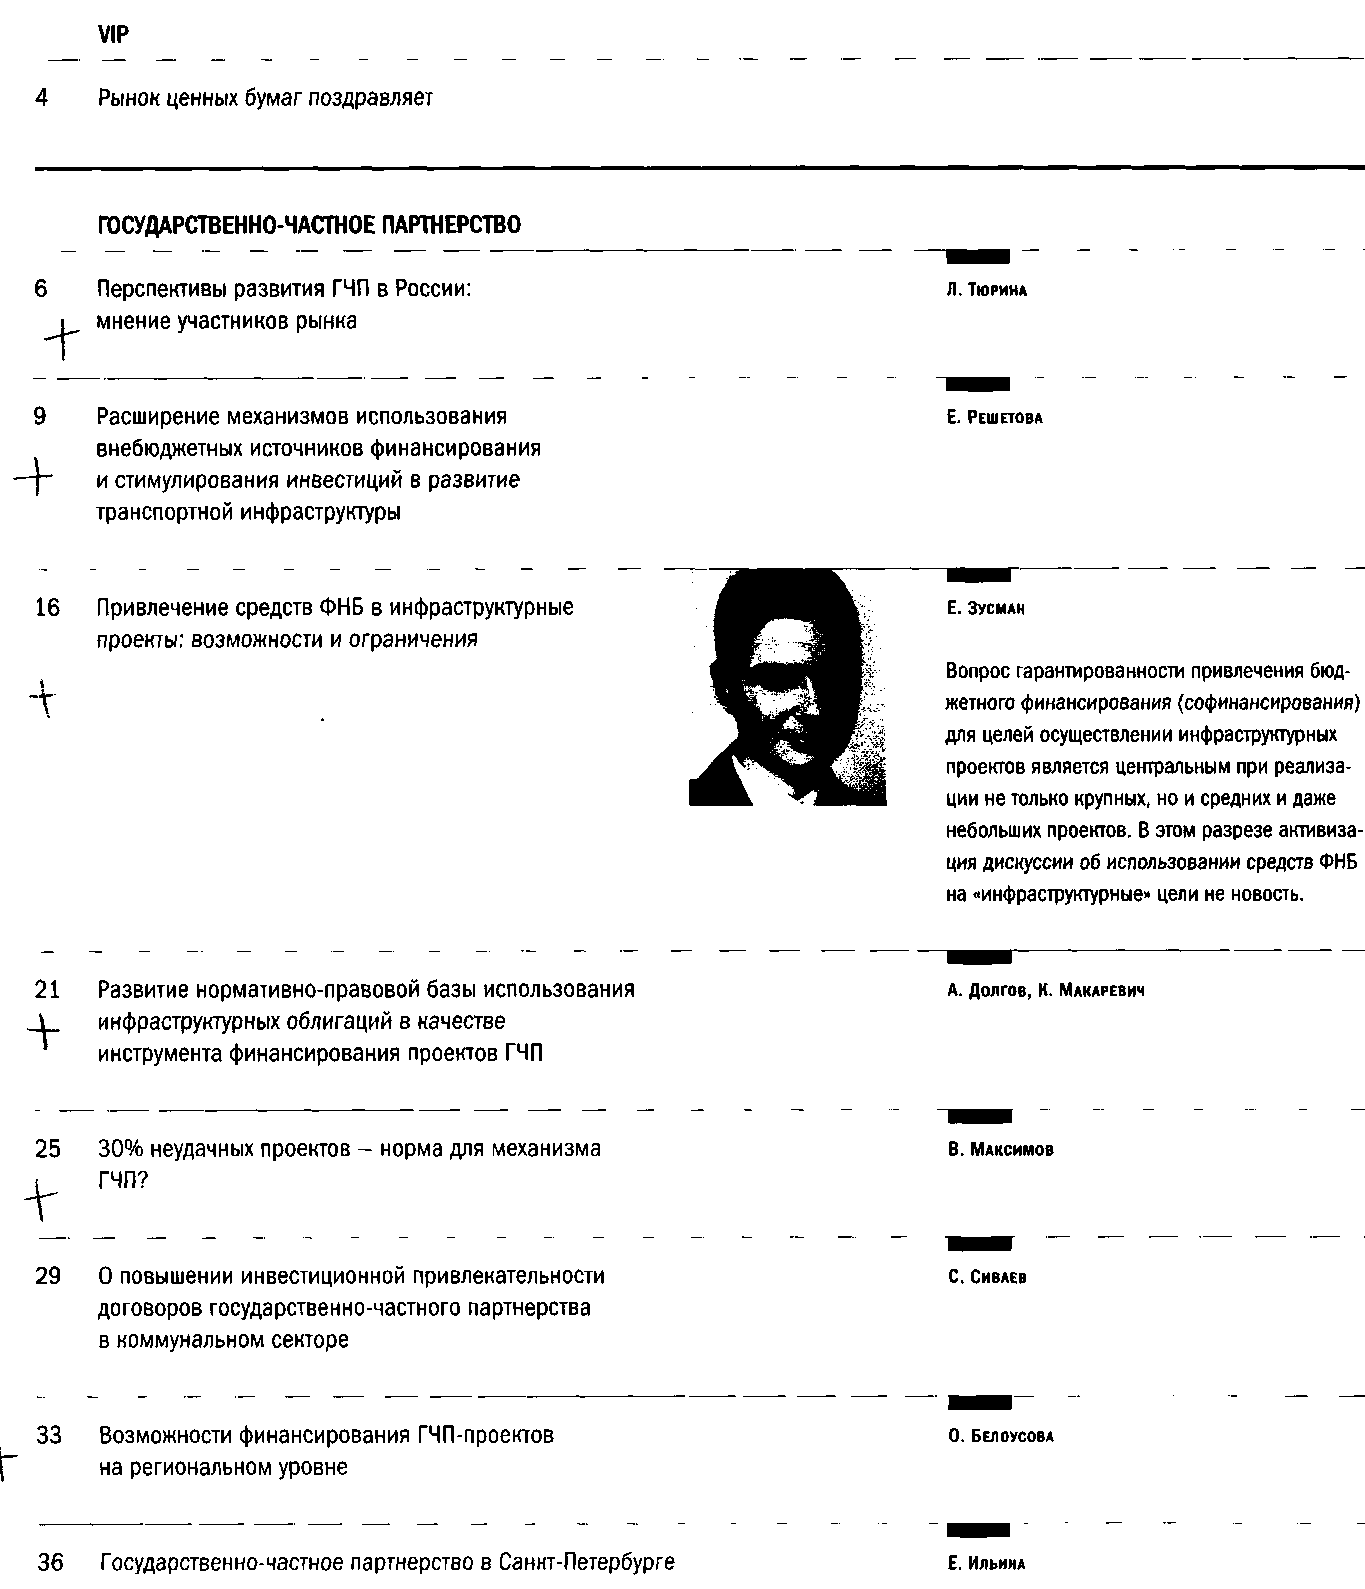 VIP
4 Рынок ценных бумаг поздравляет
ГОСУДАРСТВЕННО-ЧАСТНОЕ ПАРТНЕРСТВО
6 Перспективы развития ГЧП в России: Л. Тюрина
мнение участников рынка
9 Расширение механизмов использования Е. Решетова
внебюджетных источников финансирования
и стимулирования инвестиций в развитие
транспортной инфраструктуры
16 Привлечение средств ФНБ в инфраструктурные Е. Зусман
проекты: возможности и ограничения
Вопрос гарантированности привлечения бюд-
жетного финансирования (софинансирования)
для целей осуществлении инфраструктурных
проектов является центральным при реализа-
ции не только крупных, но и средних и даже
небольших проектов. В этом разрезе активиза-
ция дискуссии об использовании средств ФНБ
на «инфраструктурные» цели не новость.
21 Развитие нормативно-правовой базы использования А. Долгов, К. Макаревич
инфраструктурных облигаций в качестве
инструмента финансирования проектов ГЧП
25 30% неудачных проектов – норма для механизма В. Максимов
ГЧП?
29 О повышении инвестиционной привлекательности С. Сиваев
договоров государственно-частного партнерства
в коммунальном секторе
33 Возможности финансирования ГЧП-проектов О. Белоусова
на региональном уровне
36 Государственно-частное партнерство в Санкт-Петербурге Е. Ильина